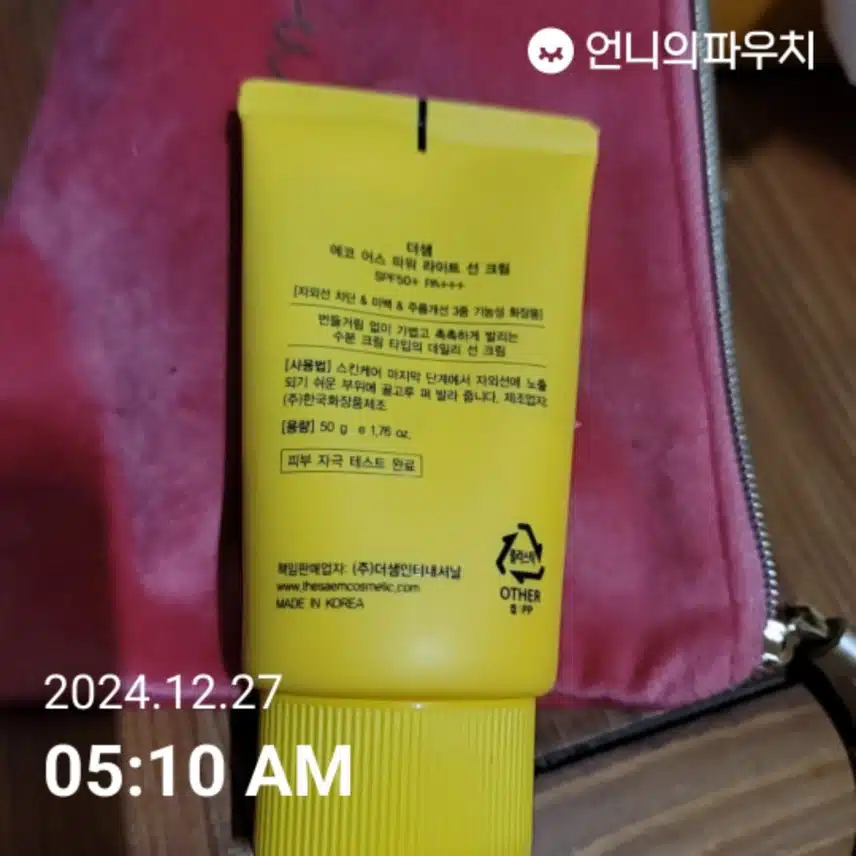 언니의파우치
더샘
에코 어스 파워 라이트 선 크림
SPF50+ PA+++
[자외선 차단 & 미백 & 주름개선 3중 기능성 화장품]
번들거림 없이 가볍고 촉촉하게 발리는
수분 크림 타입의 데일리 선 크림
[사용법] 스킨케어 마지막 단계에서 자외선에 노출
되기 쉬운 부위에 골고루 펴 발라 줍니다. 제조업자:
(주)한국화장품제조
[용량] 50 g e 1.76 oz.
피부 자극 테스트 완료
플라스틱
OTHER
캡:PP
책임판매업자: (주)더샘인터내셔날
www.thesaemcosmetic.com
MADE IN KOREA
2024.12.27
05:10 AM